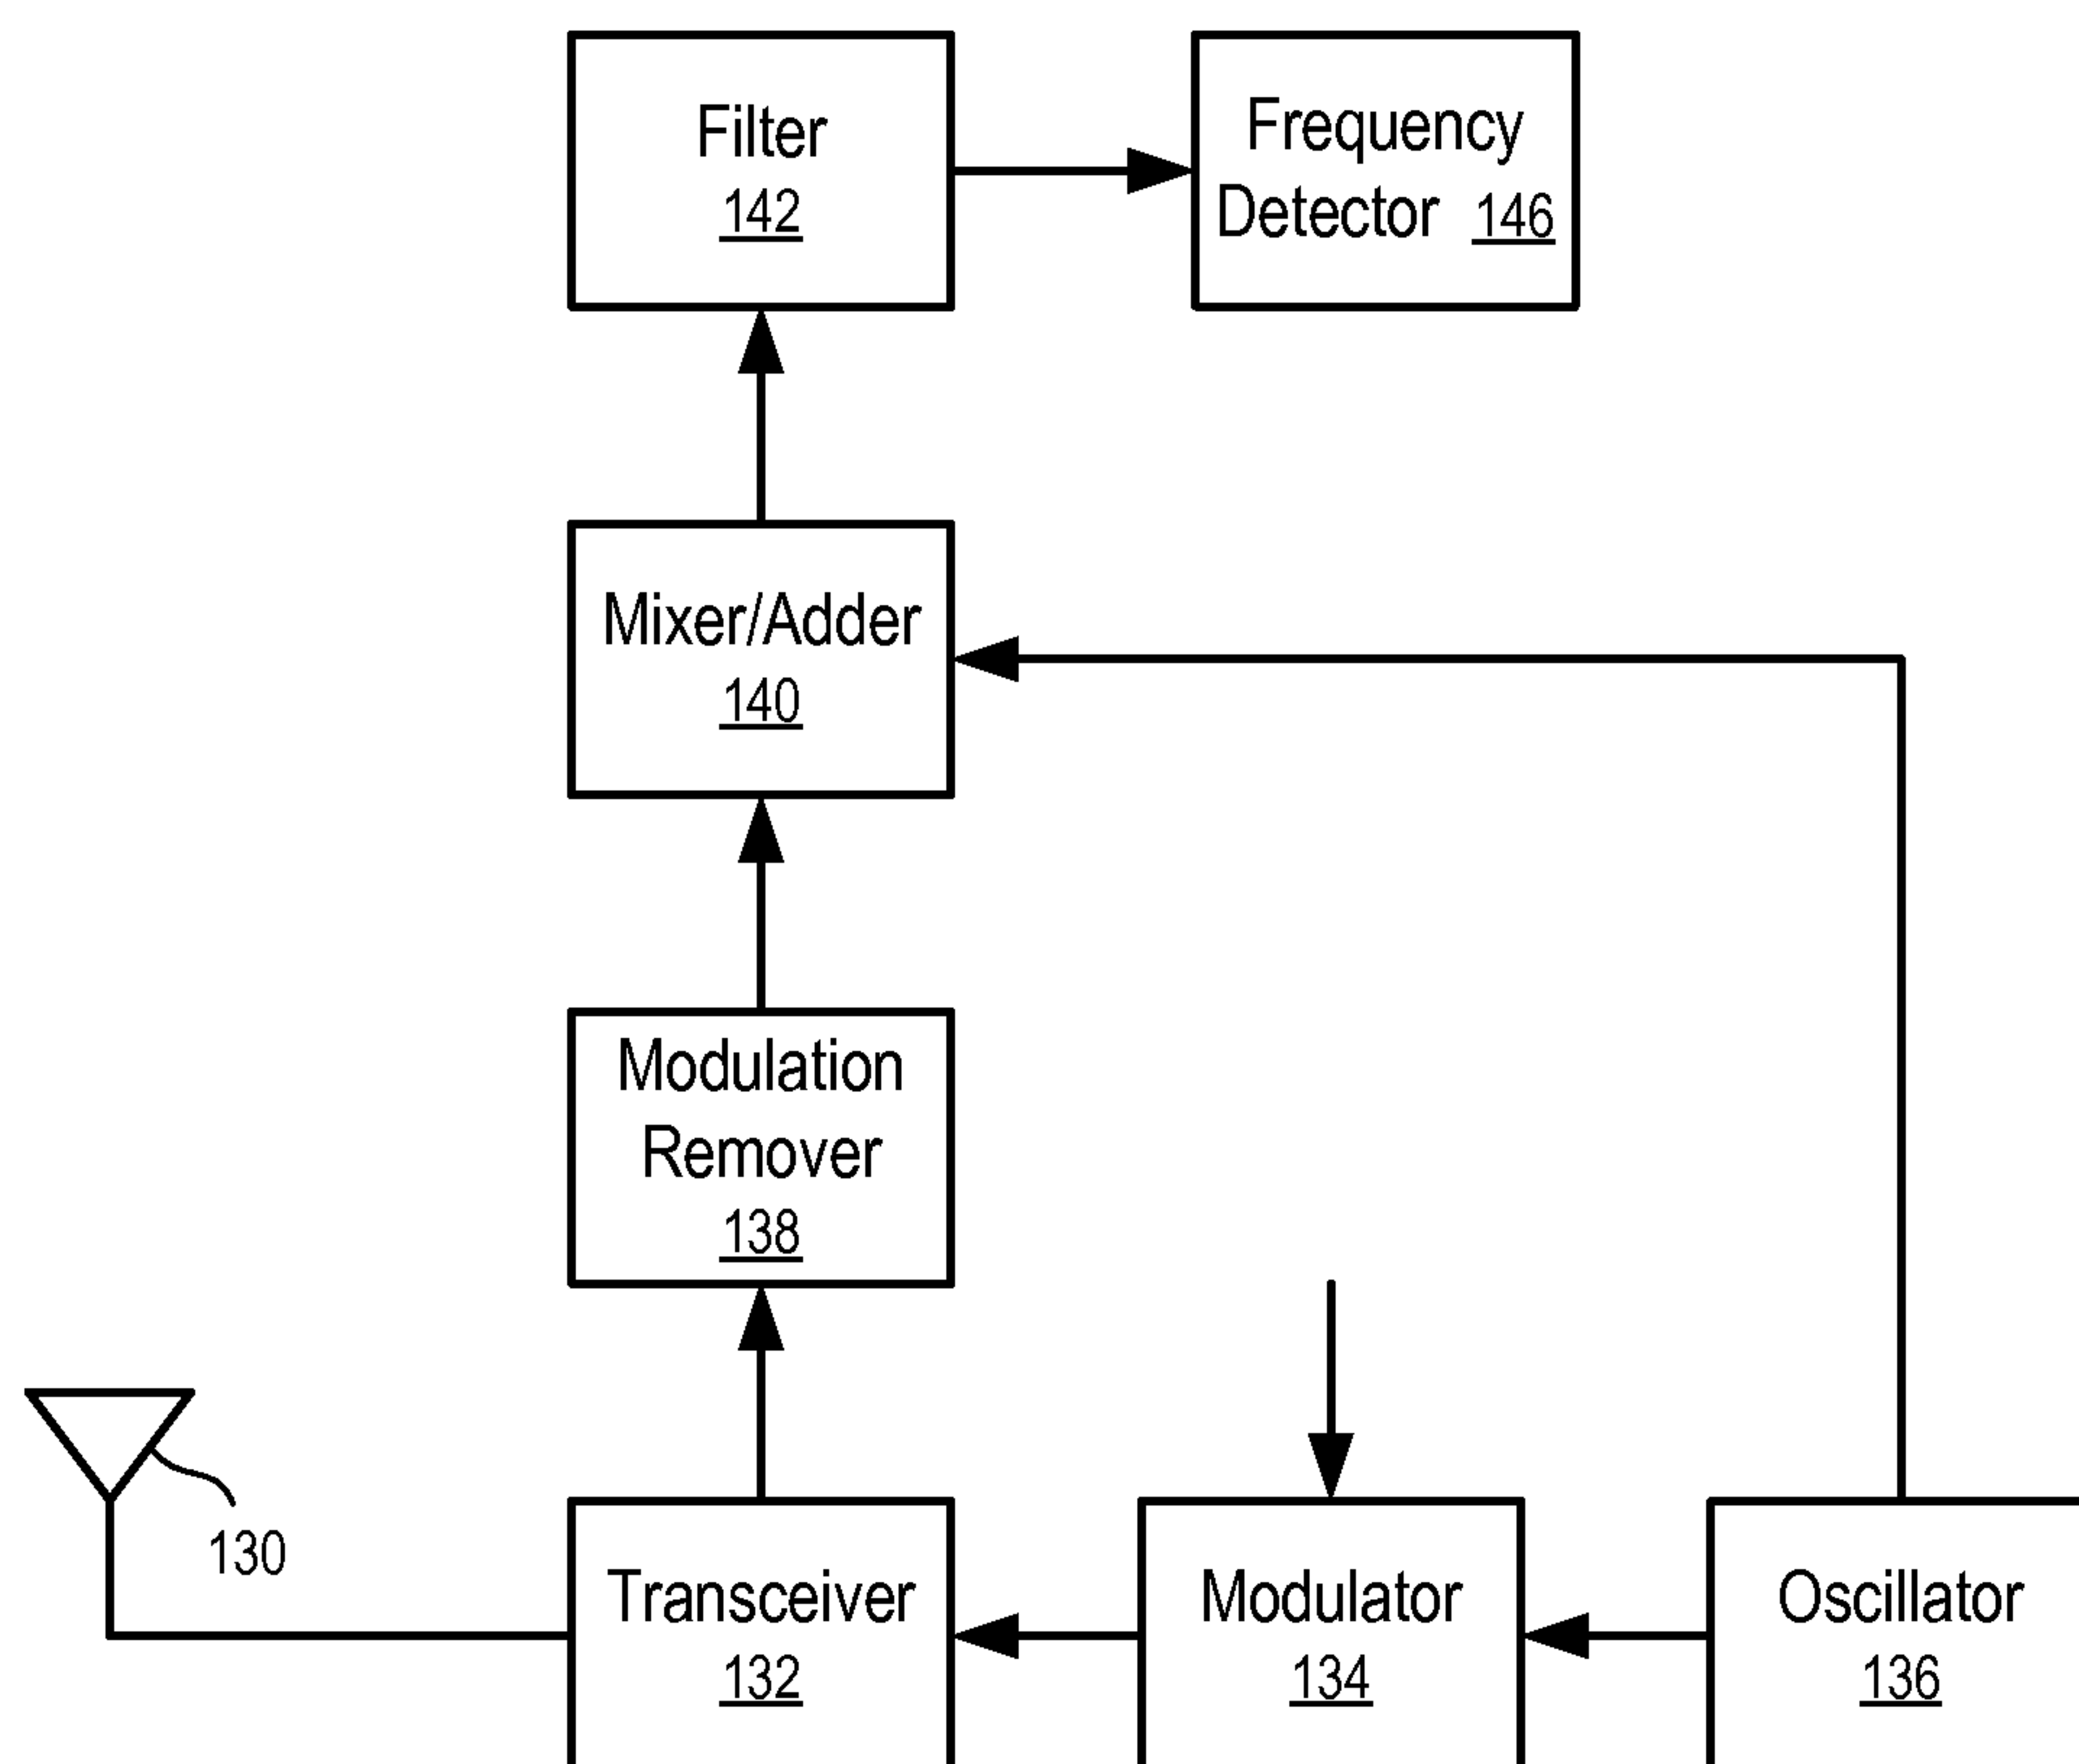 Filter
142
Frequency
Detector 146
Mixer/Adder
140
Modulation
Remover
138
130
Transceiver
132
Modulator
134
Oscillator
136